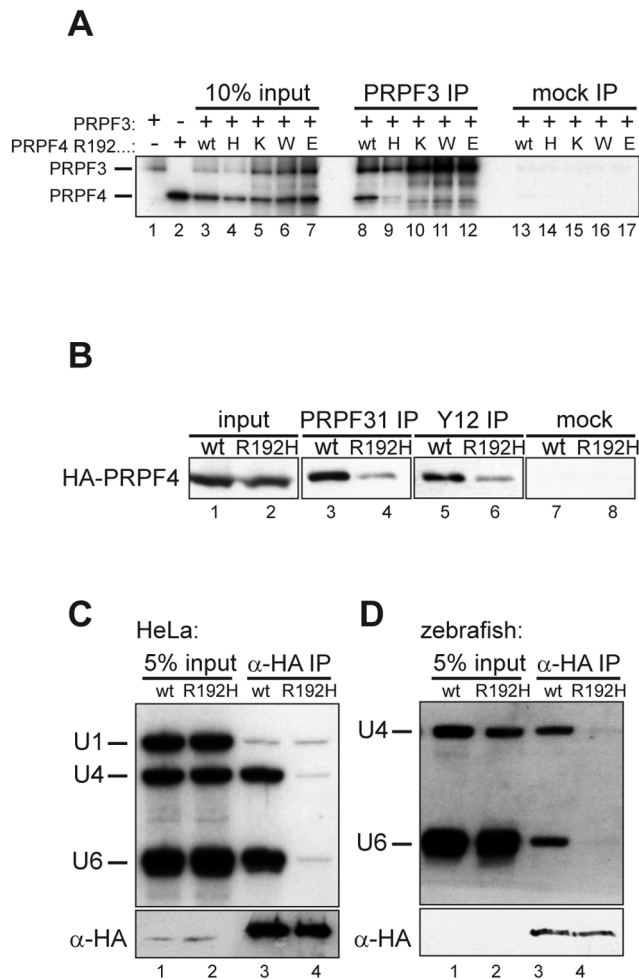 A
10% input PRPF3 IP mock IP
PRPF3: + - + + + + + + + + + + + + + + +
PRPF4 R192...: - + wt H K W E wt H K W E wt H K W E
PRPF3
PRPF4
1 2 3 4 5 6 7 8 9 10 11 12 13 14 15 16 17
B
input PRPF31 IP Y12 IP mock
wt R192H wt R192H wt R192H wt R192H
HA-PRPF4
1 2 3 4 5 6 7 8
C
HeLa:
5% input α-HA IP
wt R192H wt R192H
U1
U4
U6
α-HA
1 2 3 4
D
zebrafish:
5% input α-HA IP
wt R192H wt R192H
U4
U6
α-HA
1 2 3 4